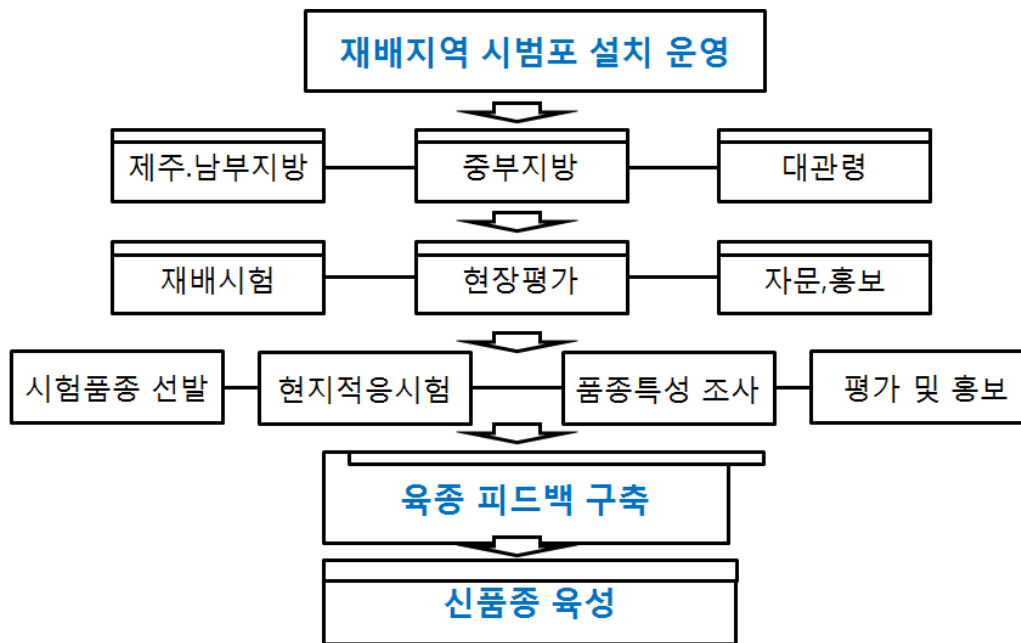 재배지역 시범포 설치 운영
제주.남부지방 중부지방 대관령
재배시험 현장평가 자문,홍보
시험품종 선발 현지적응시험 품종특성 조사 평가 및 홍보
육종 피드백 구축
신품종 육성